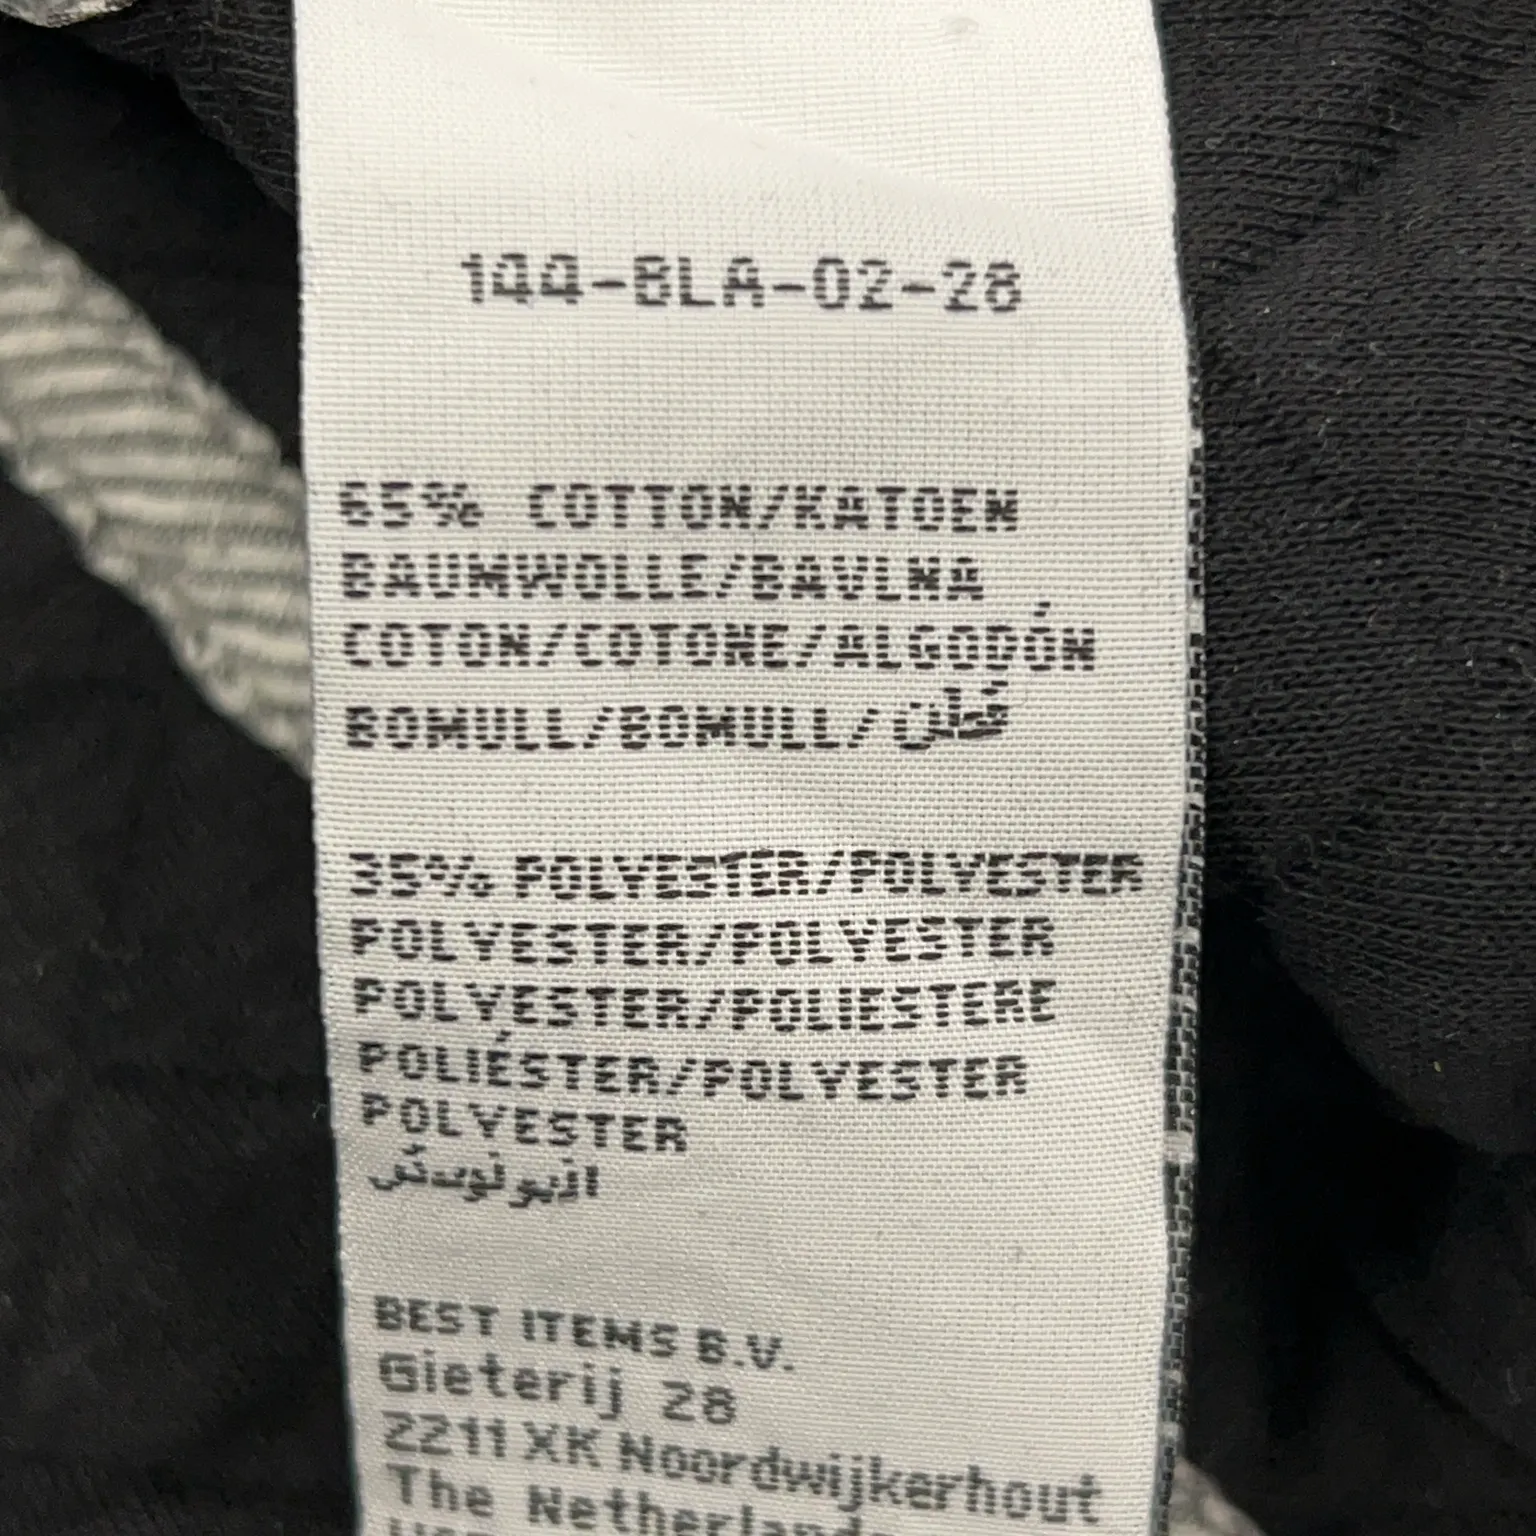 144-BLA-02-28
65% COTTON/KATOEN
BAUMWOLLE/BAVLNA
COTON/COTONE/ALGODÓN
BOMULL/BOMULL/قطن
35% POLYESTER/POLYESTER
POLYESTER/POLYESTER
POLYESTER/POLIESTERE
POLIÉSTER/POLYESTER
POLYESTER
BEST ITEMS B.V.
Gieterij 28
2211 XK Noordwijkerhout
The Netherlands